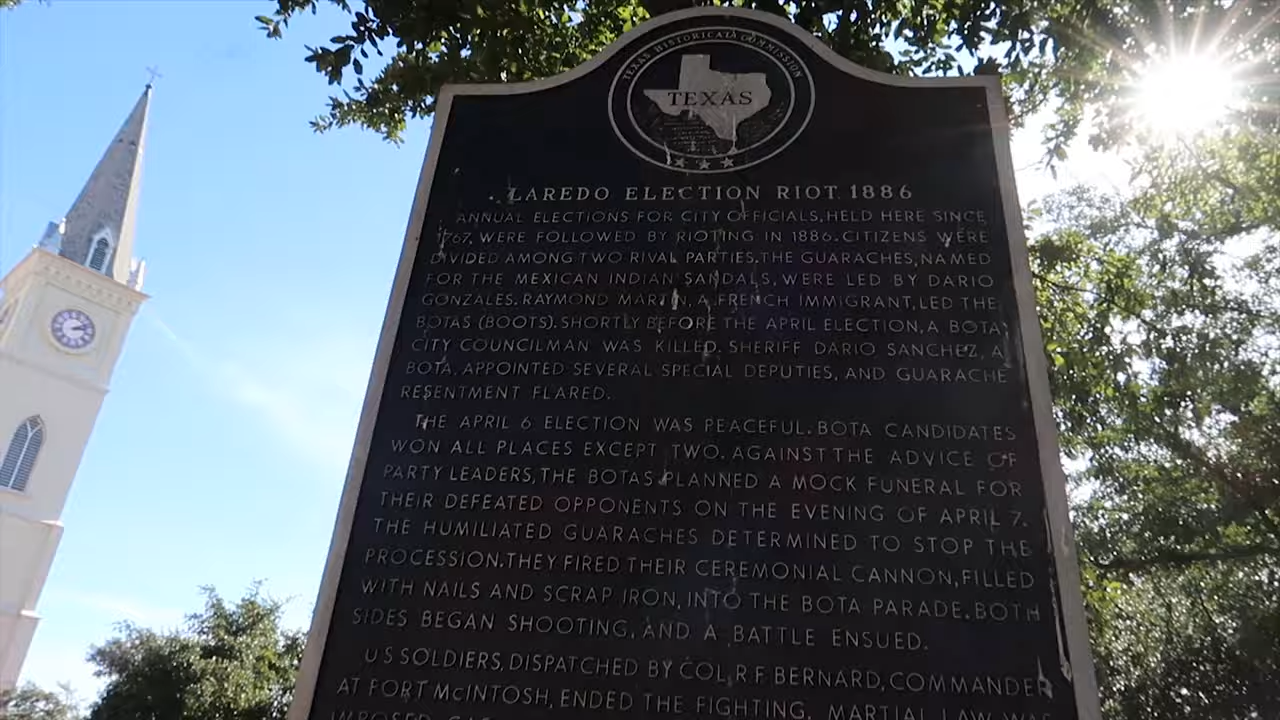 TEXAS HISTORICAL COMMISSION
TEXAS
LAREDO ELECTION RIOT, 1886
ANNUAL ELECTIONS FOR CITY OFFICIALS, HELD HERE SINCE
1767, WERE FOLLOWED BY RIOTING IN 1886. CITIZENS WERE
DIVIDED AMONG TWO RIVAL PARTIES. THE GUARACHES, NAMED
FOR THE MEXICAN INDIAN SANDALS, WERE LED BY DARIO
GONZALES. RAYMOND MARTIN, A FRENCH IMMIGRANT, LED THE
BOTAS (BOOTS). SHORTLY BEFORE THE APRIL ELECTION, A BOTA
CITY COUNCILMAN WAS KILLED. SHERIFF DARIO SANCHEZ, A
BOTA, APPOINTED SEVERAL SPECIAL DEPUTIES, AND GUARACHE
RESENTMENT FLARED.
THE APRIL 6 ELECTION WAS PEACEFUL. BOTA CANDIDATES
WON ALL PLACES EXCEPT TWO. AGAINST THE ADVICE OF
PARTY LEADERS, THE BOTAS PLANNED A MOCK FUNERAL FOR
THEIR DEFEATED OPPONENTS ON THE EVENING OF APRIL 7.
THE HUMILIATED GUARACHES DETERMINED TO STOP THE
PROCESSION. THEY FIRED THEIR CEREMONIAL CANNON, FILLED
WITH NAILS AND SCRAP IRON, INTO THE BOTA PARADE. BOTH
SIDES BEGAN SHOOTING, AND A BATTLE ENSUED.
U S SOLDIERS, DISPATCHED BY COL. R F BERNARD, COMMANDER
AT FORT McINTOSH, ENDED THE FIGHTING. MARTIAL LAW WAS